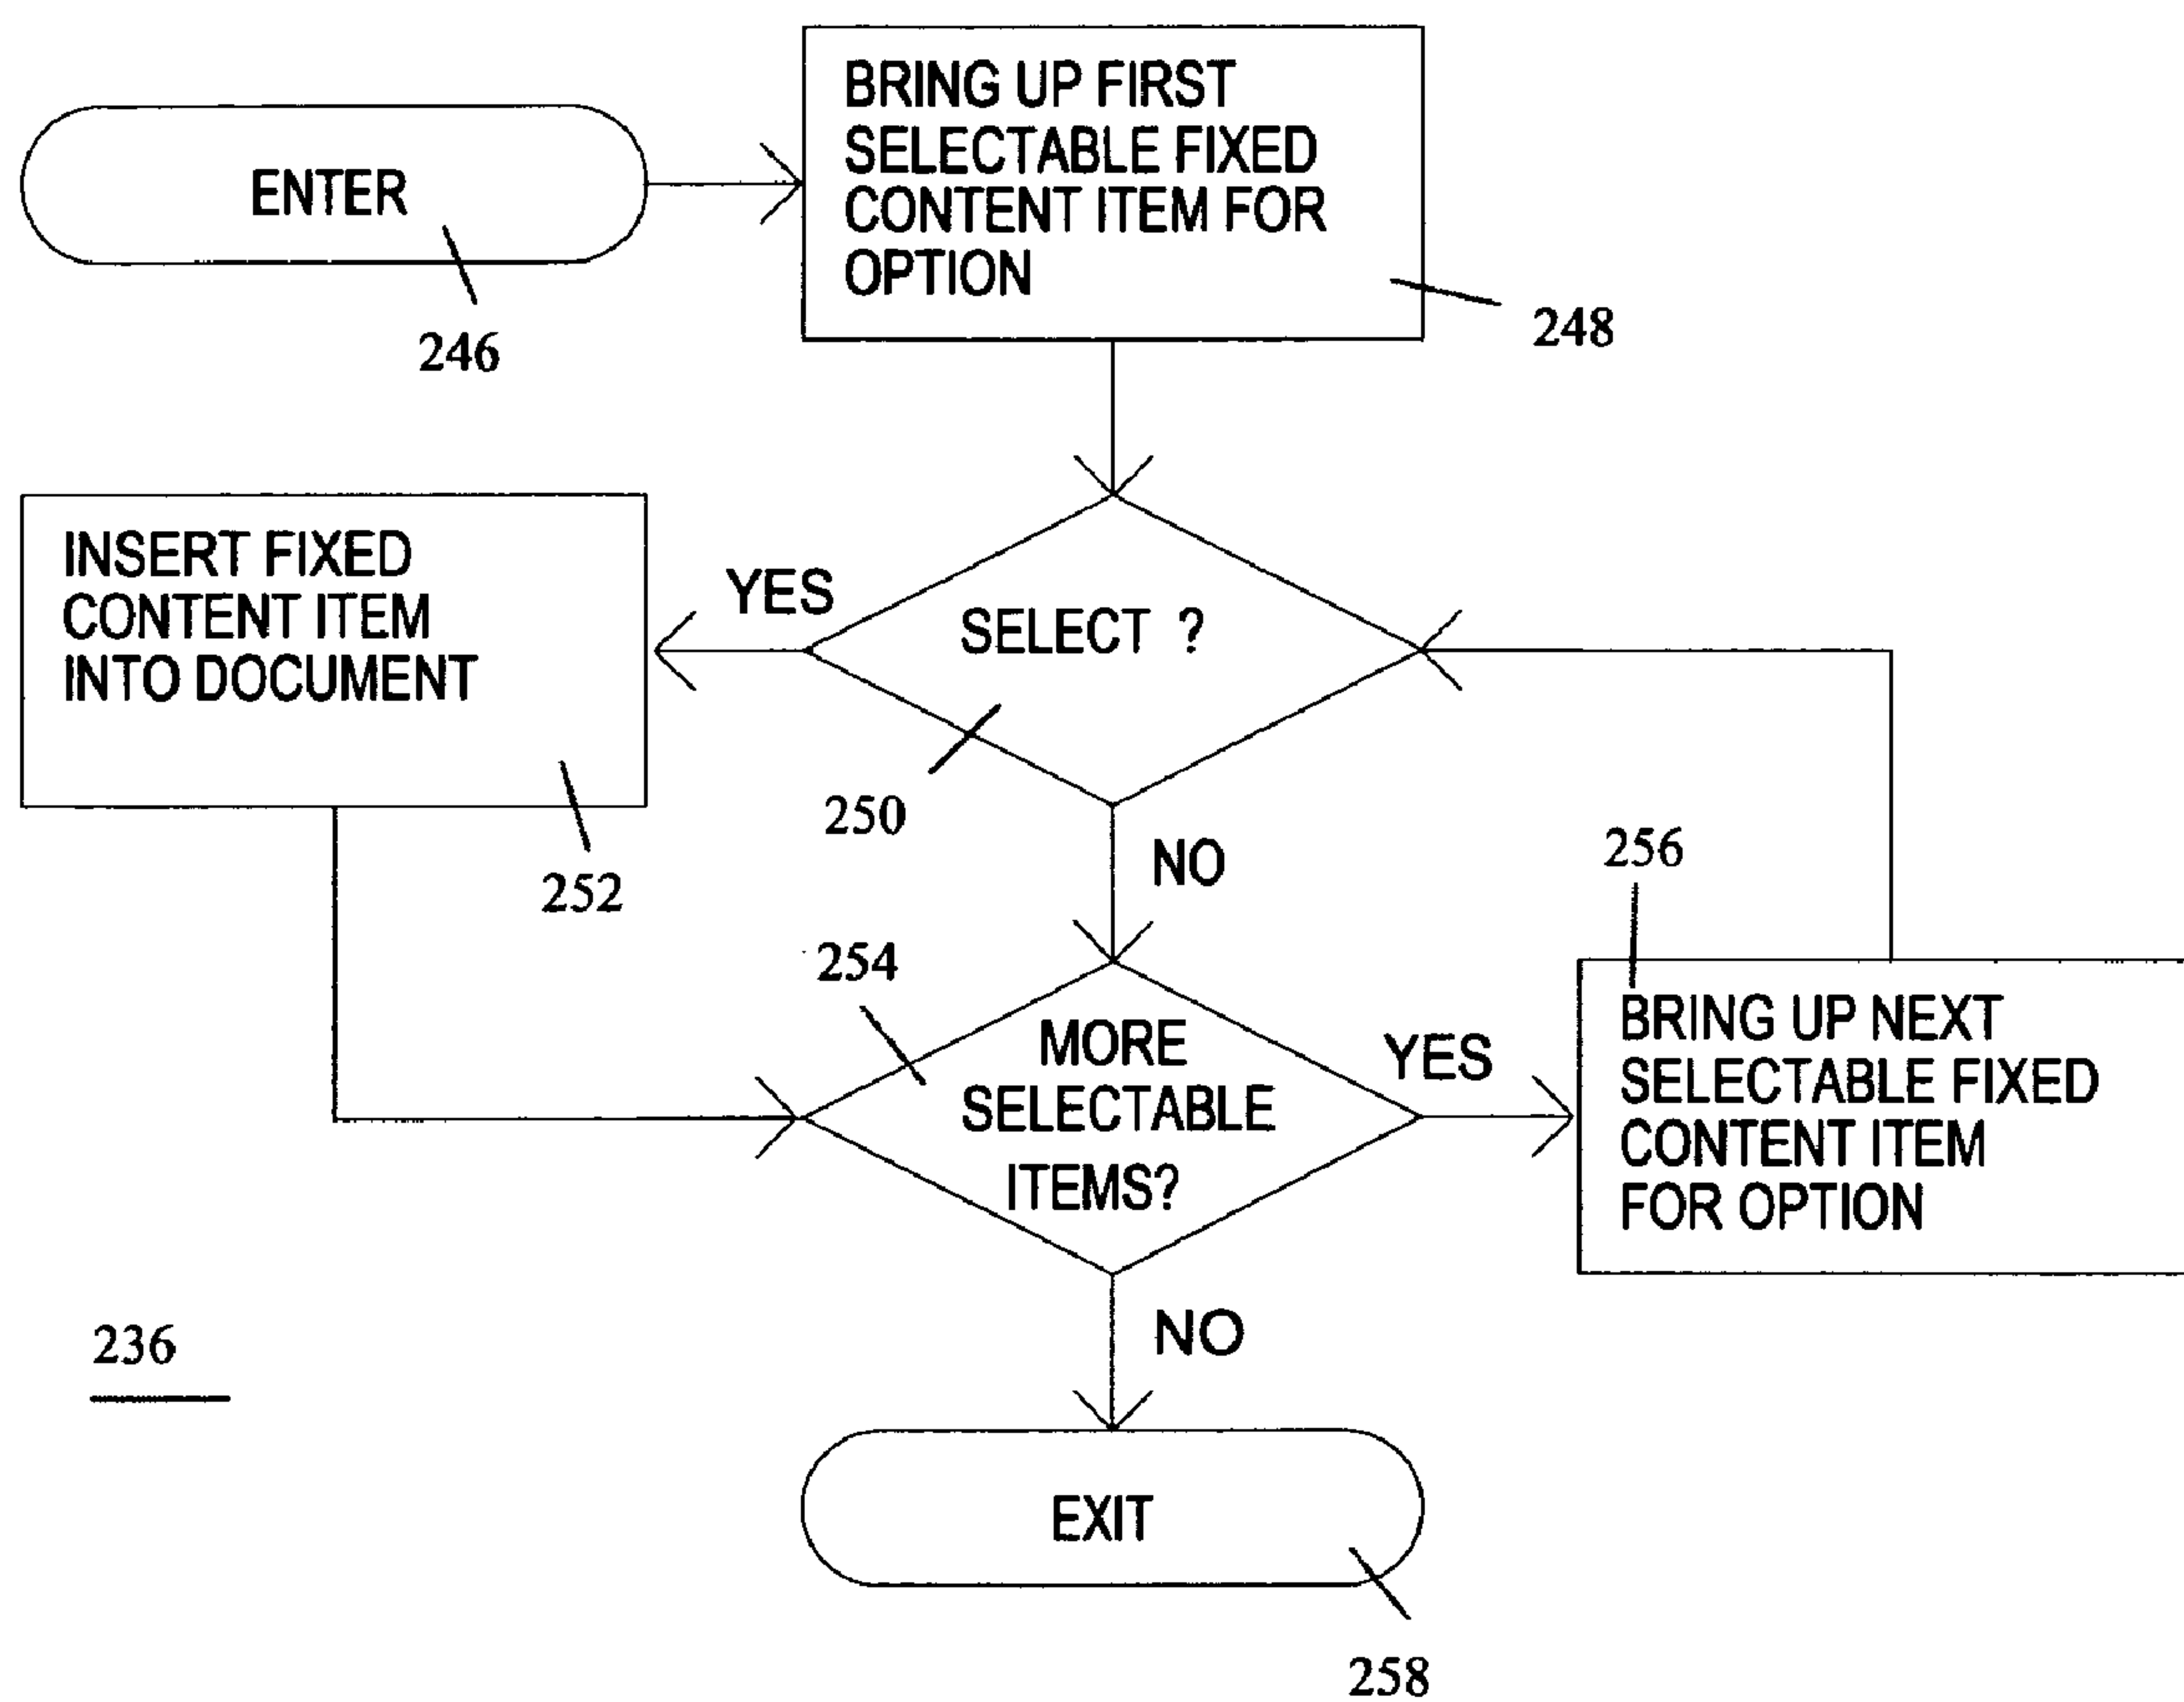 ENTER
246
BRING UP FIRST
SELECTABLE FIXED
CONTENT ITEM FOR
OPTION
248
INSERT FIXED
CONTENT ITEM
INTO DOCUMENT
252
YES
SELECT ?
250
NO
254
MORE
SELECTABLE
ITEMS?
YES
256
BRING UP NEXT
SELECTABLE FIXED
CONTENT ITEM
FOR OPTION
NO
236
EXIT
258